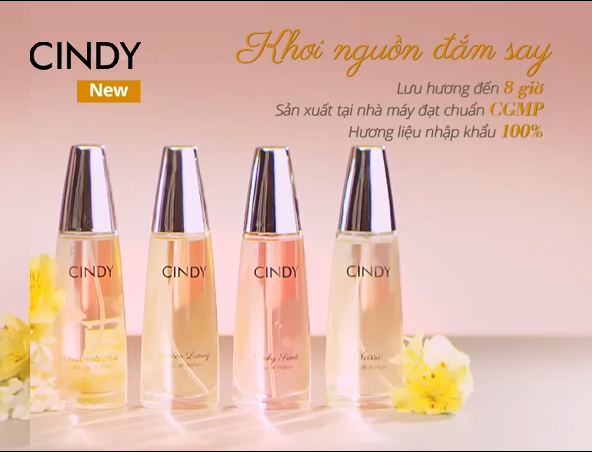 CINDY
New
Khơi nguồn đắm say
Lưu hương đến 8 giờ
Sản xuất tại nhà máy đạt chuẩn CGMP
Hương liệu nhập khẩu 100%
CINDY
CINDY
CINDY
CINDY